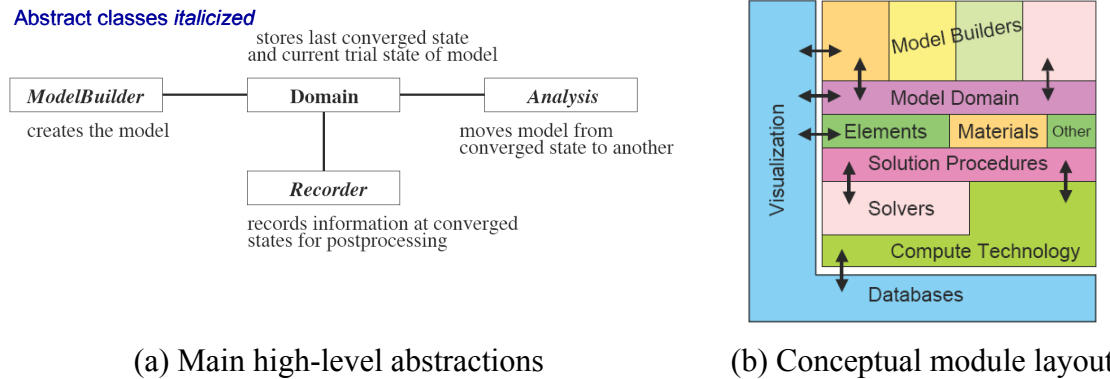 Abstract classes italicized
stores last converged state
and current trial state of model
ModelBuilder
Domain
Analysis
creates the model
moves model from
converged state to another
Recorder
records information at converged
states for postprocessing
(a) Main high-level abstractions
Visualization
Model Builders
Model Domain
Elements
Materials
Other
Solution Procedures
Solvers
Compute Technology
Databases
(b) Conceptual module layout